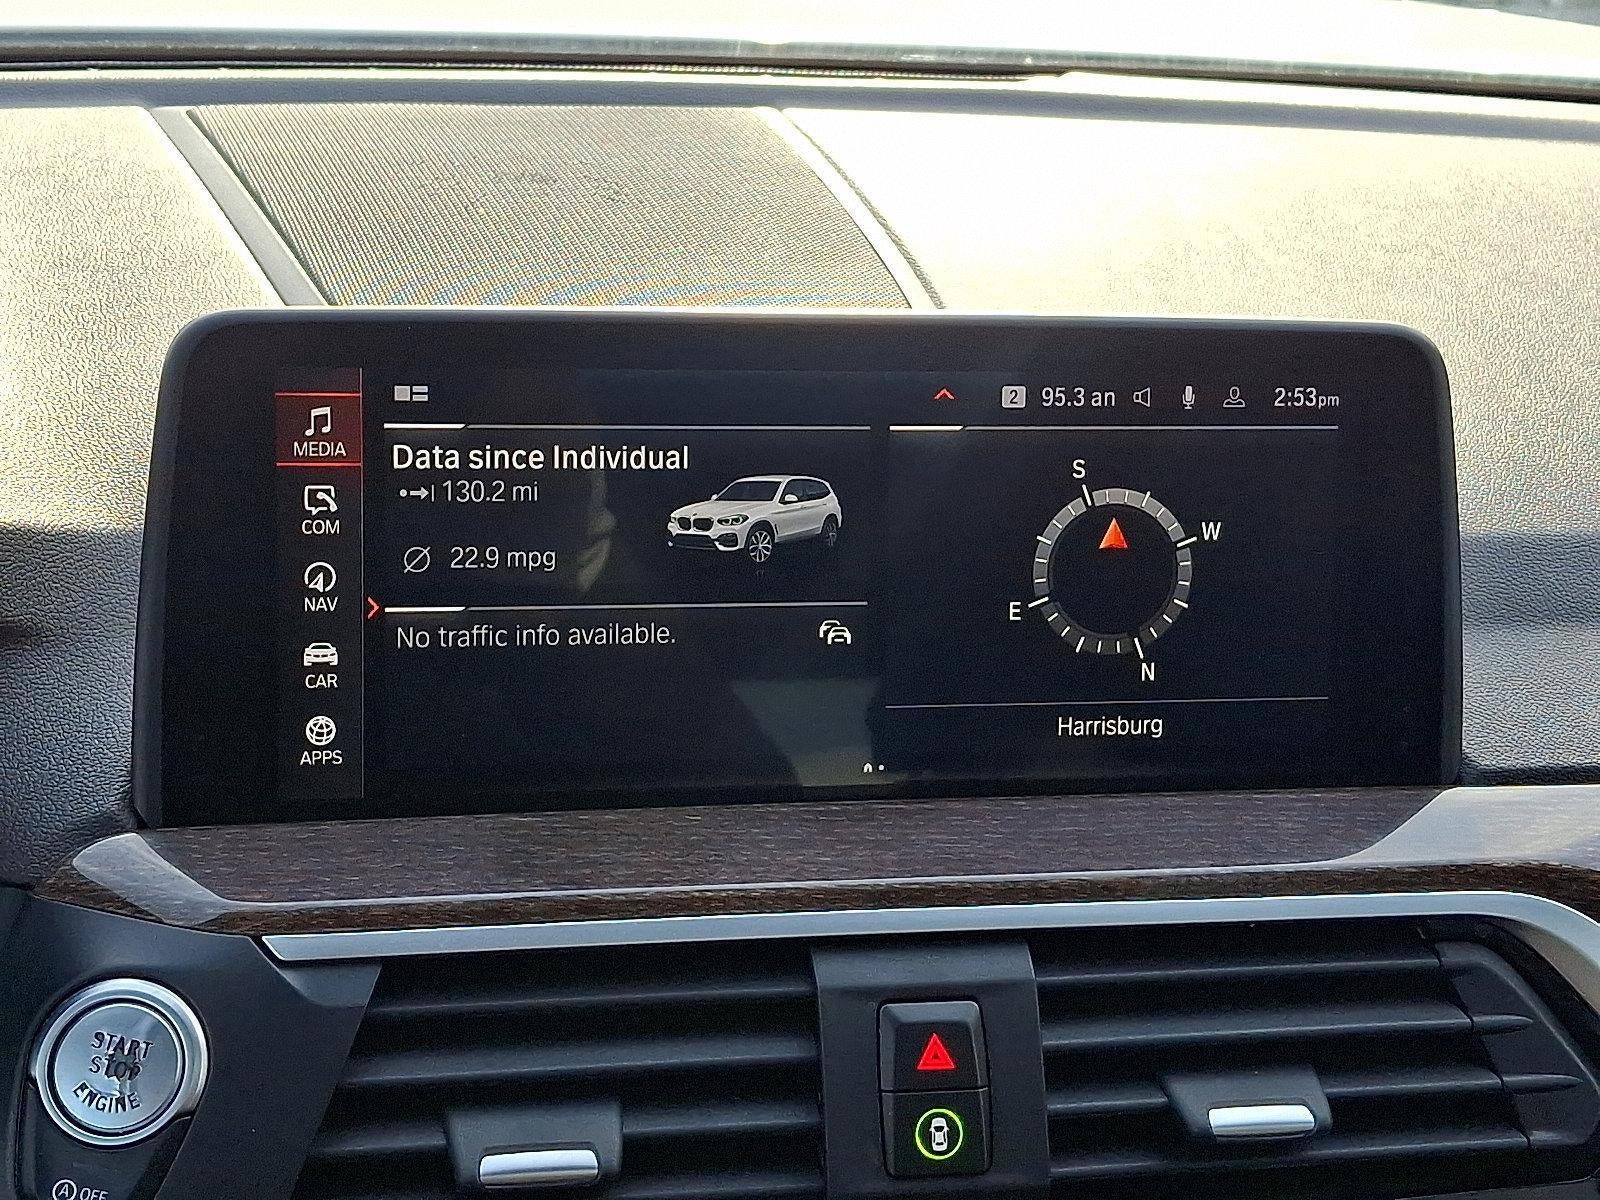 2 95.3 an 2:53pm
MEDIA
COM
NAV
CAR
APPS
Data since Individual
130.2 mi
22.9 mpg
No traffic info available.
S
W
E
N
Harrisburg
START
STOP
ENGINE
A OFF